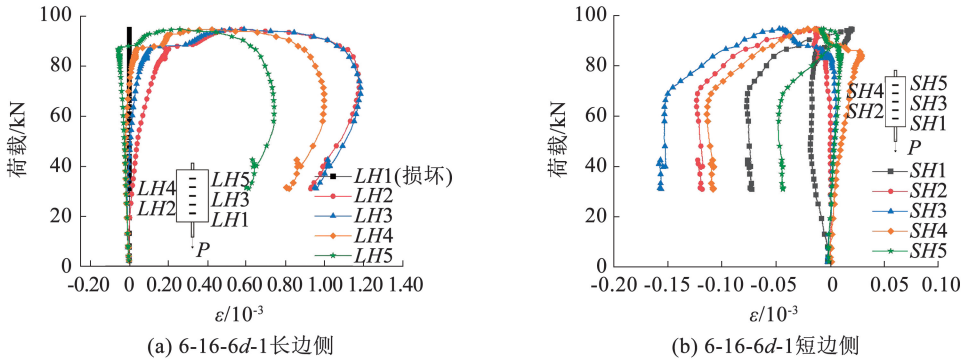 100
80
60
40
20
0
荷载/kN
-0.20
0
0.20
0.40
0.60
0.80
1.00
1.20
1.40
ε/10⁻³
LH4
LH2
LH5
LH3
LH1
P
LH1(损坏)
LH2
LH3
LH4
LH5
(a) 6-16-6d-1长边侧
100
80
60
40
20
0
荷载/kN
-0.20
-0.15
-0.10
-0.05
0
0.05
0.10
ε/10⁻³
SH4
SH2
SH5
SH3
SH1
P
SH1
SH2
SH3
SH4
SH5
(b) 6-16-6d-1短边侧